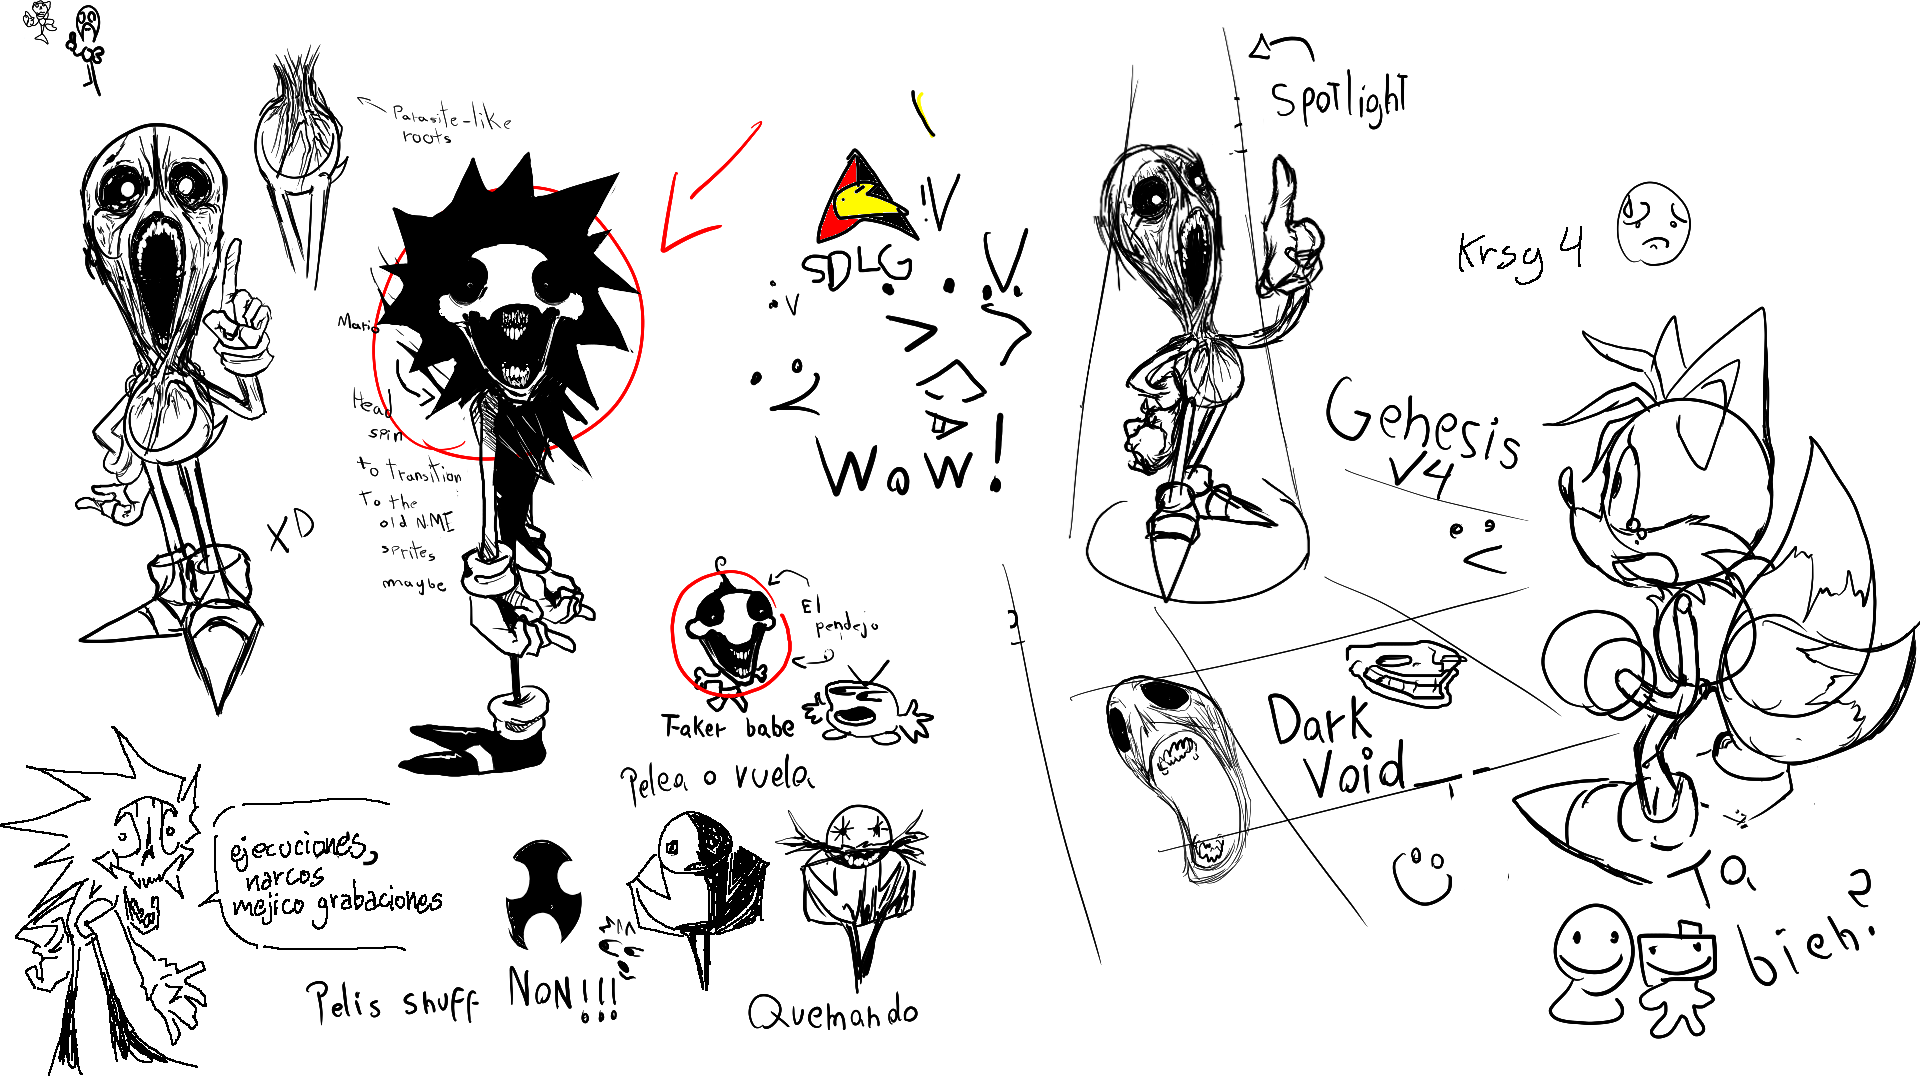 Parasite-like
roots
Mario
Head
spin
to transition
to the
old NME
sprites
maybe
XD
SDLG
!V
:V
V.
WoW!
El
pendejo
Faker babe
Pelea o vuela
ejecuciones,
narcos
mejico grabaciones
Pelis snuff
NON!!!
Quemando
Spotlight
Krsg 4
Genesis
V4
Dark
Void
Ta
bien?